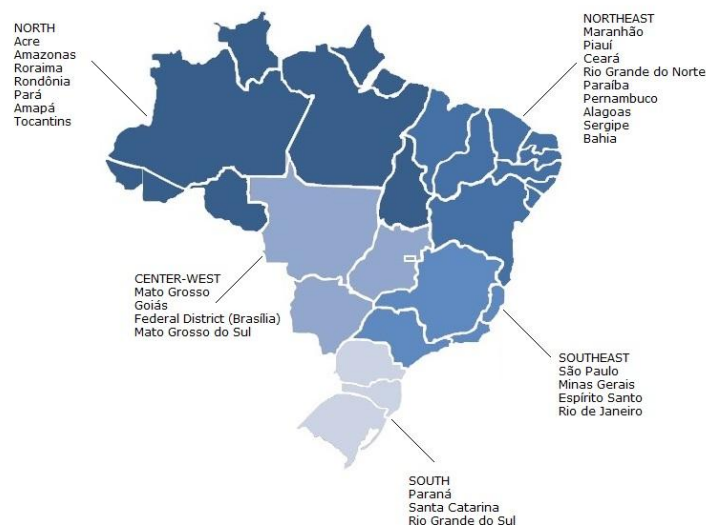 NORTH
Acre
Amazonas
Roraima
Rondônia
Pará
Amapá
Tocantins
NORTHEAST
Maranhão
Piauí
Ceará
Rio Grande do Norte
Paraíba
Pernambuco
Alagoas
Sergipe
Bahia
CENTER-WEST
Mato Grosso
Goiás
Federal District (Brasília)
Mato Grosso do Sul
SOUTHEAST
São Paulo
Minas Gerais
Espírito Santo
Rio de Janeiro
SOUTH
Paraná
Santa Catarina
Rio Grande do Sul